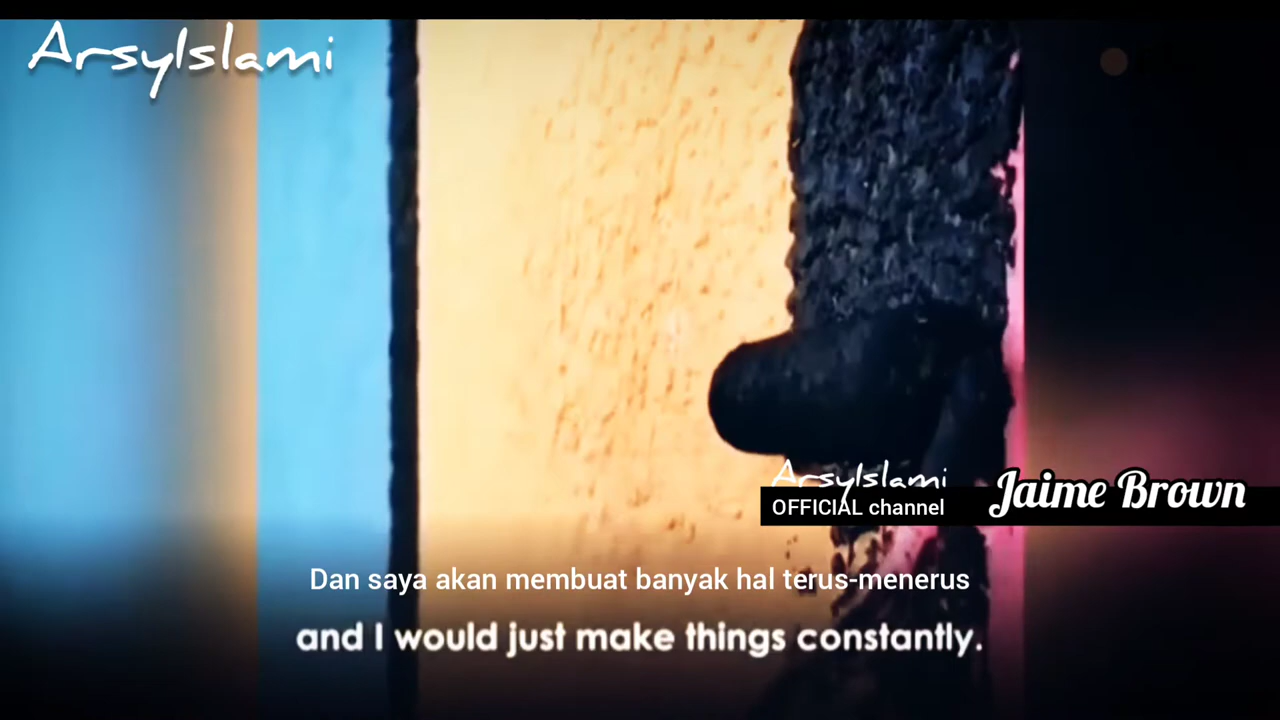 ArsyIslami
ArsyIslami
OFFICIAL channel
Jaime Brown
Dan saya akan membuat banyak hal terus-menerus
and I would just make things constantly.